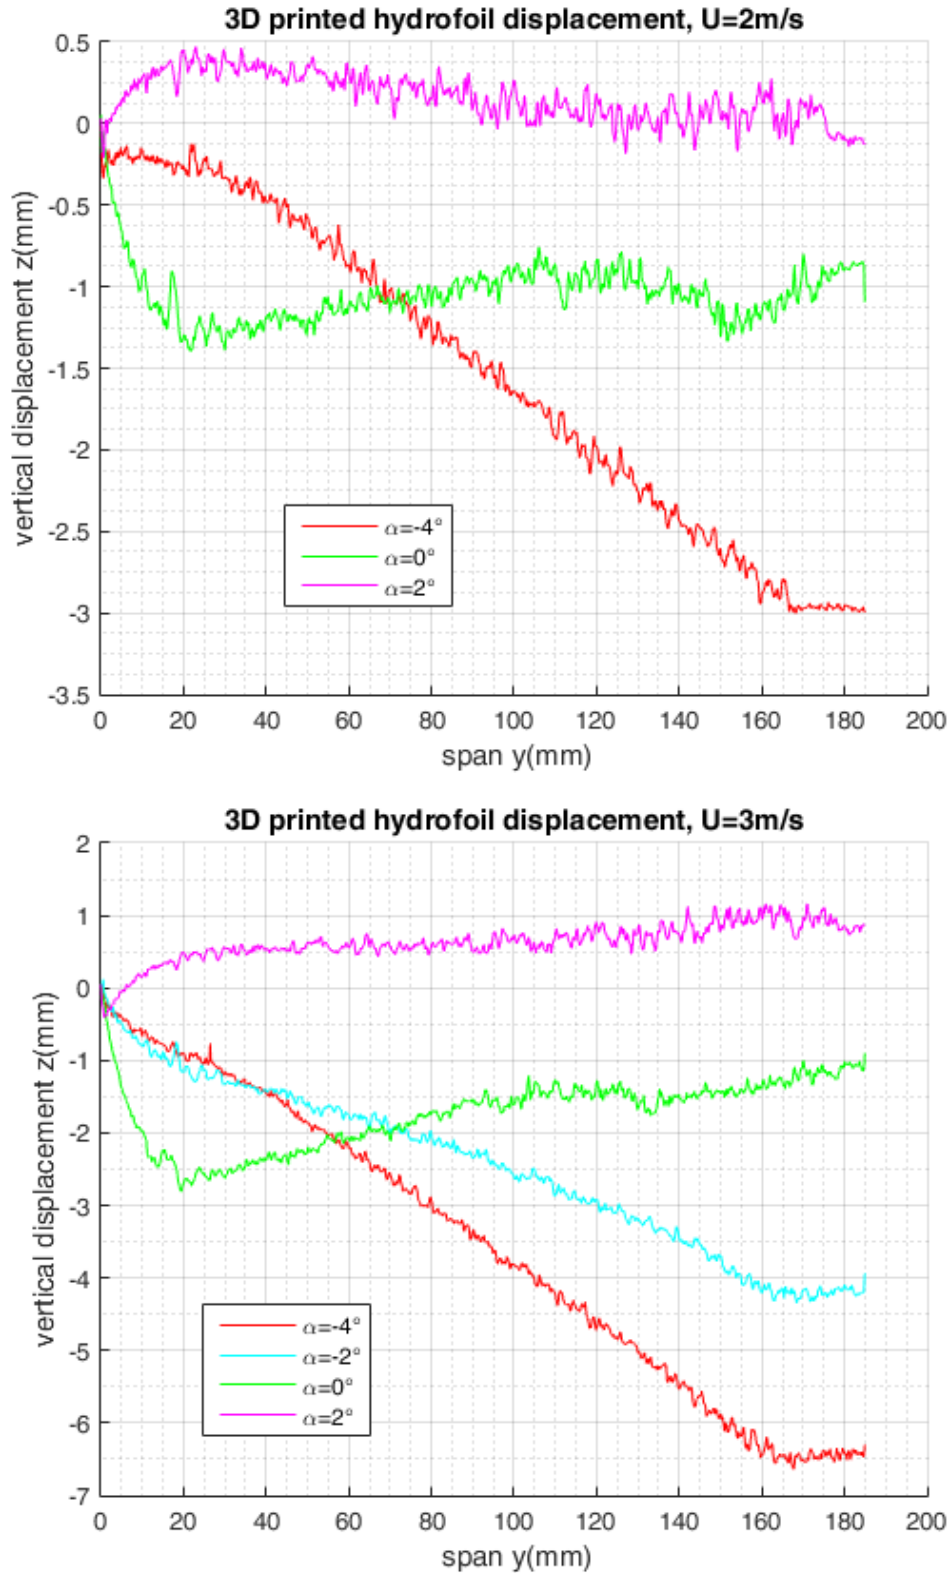 3D printed hydrofoil displacement, U=2m/s
vertical displacement z(mm)
0.5
0
-0.5
-1
-1.5
-2
-2.5
-3
-3.5
α=-4°
α=0°
α=2°
0 20 40 60 80 100 120 140 160 180 200
span y(mm)
3D printed hydrofoil displacement, U=3m/s
vertical displacement z(mm)
2
1
0
-1
-2
-3
-4
-5
-6
-7
α=-4°
α=-2°
α=0°
α=2°
0 20 40 60 80 100 120 140 160 180 200
span y(mm)